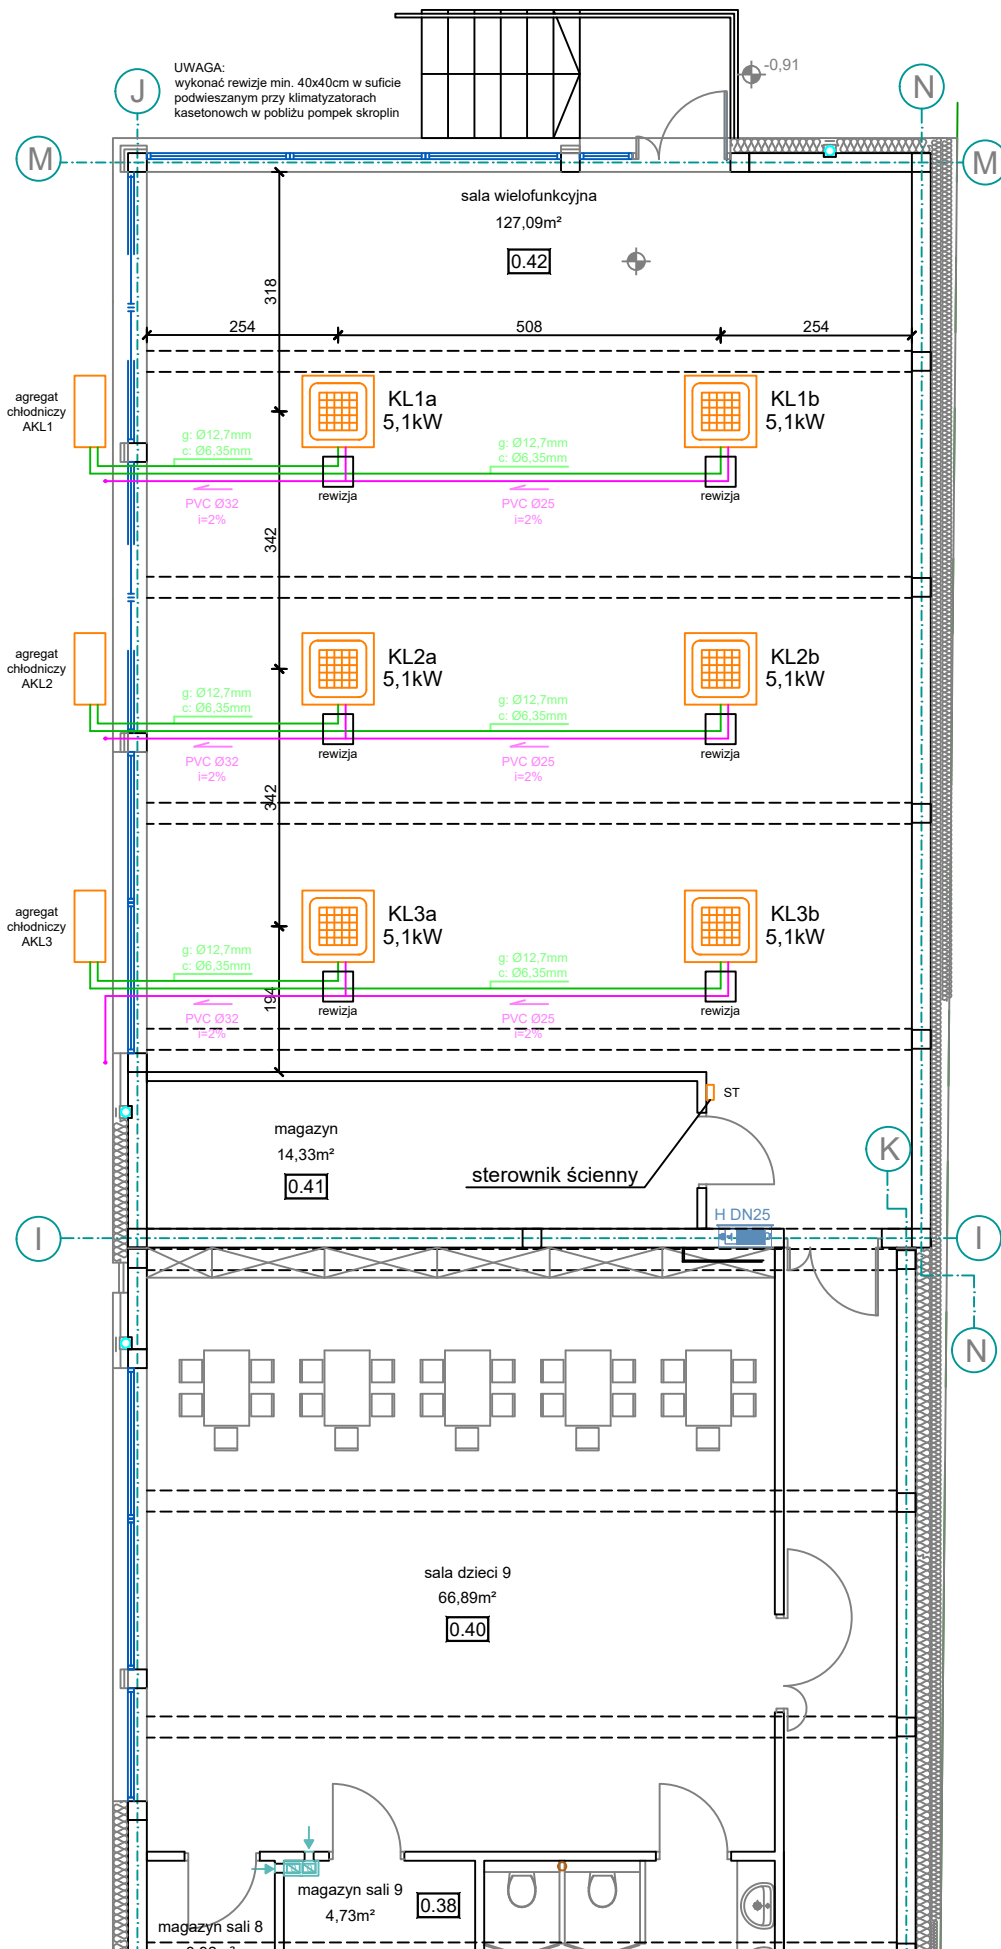 UWAGA:
wykonać rewizje min. 40x40cm w suficie
podwieszanym przy klimatyzatorach
kasetonowch w pobliżu pompek skroplin
-0,91
J
N
M
M
sala wielofunkcyjna
127,09m²
0.42
318
254
508
254
agregat
chłodniczy
AKL1
KL1a
5,1kW
KL1b
5,1kW
g: Ø12,7mm
c: Ø6,35mm
g: Ø12,7mm
c: Ø6,35mm
rewizja
rewizja
PVC Ø32
i=2%
PVC Ø25
i=2%
342
agregat
chłodniczy
AKL2
KL2a
5,1kW
KL2b
5,1kW
g: Ø12,7mm
c: Ø6,35mm
g: Ø12,7mm
c: Ø6,35mm
rewizja
rewizja
PVC Ø32
i=2%
PVC Ø25
i=2%
342
agregat
chłodniczy
AKL3
KL3a
5,1kW
KL3b
5,1kW
g: Ø12,7mm
c: Ø6,35mm
g: Ø12,7mm
c: Ø6,35mm
194
rewizja
rewizja
PVC Ø32
i=2%
PVC Ø25
i=2%
ST
magazyn
14,33m²
0.41
sterownik ścienny
K
H DN25
I
I
N
sala dzieci 9
66,89m²
0.40
magazyn sali 9
4,73m²
0.38
magazyn sali 8